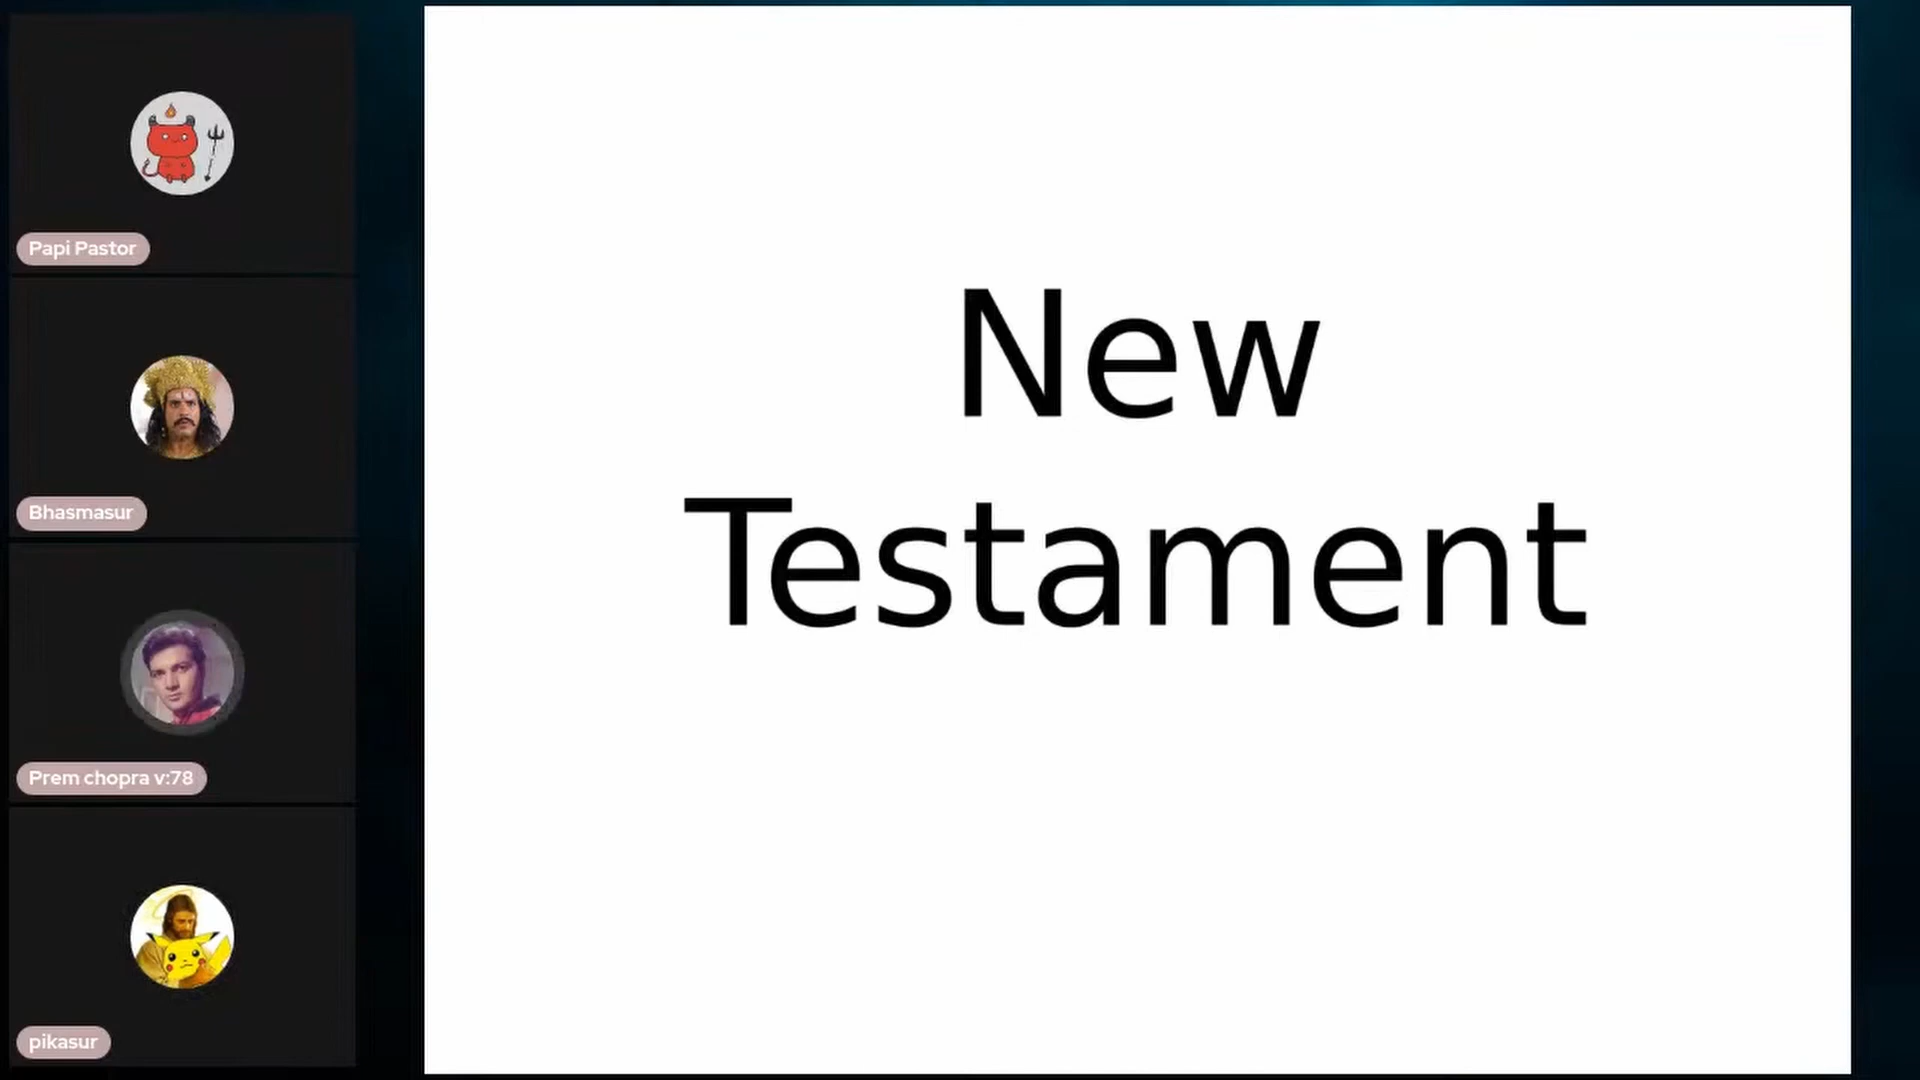 Papi Pastor
Bhasmasur
Prem chopra v:78
pikasur
New
Testament